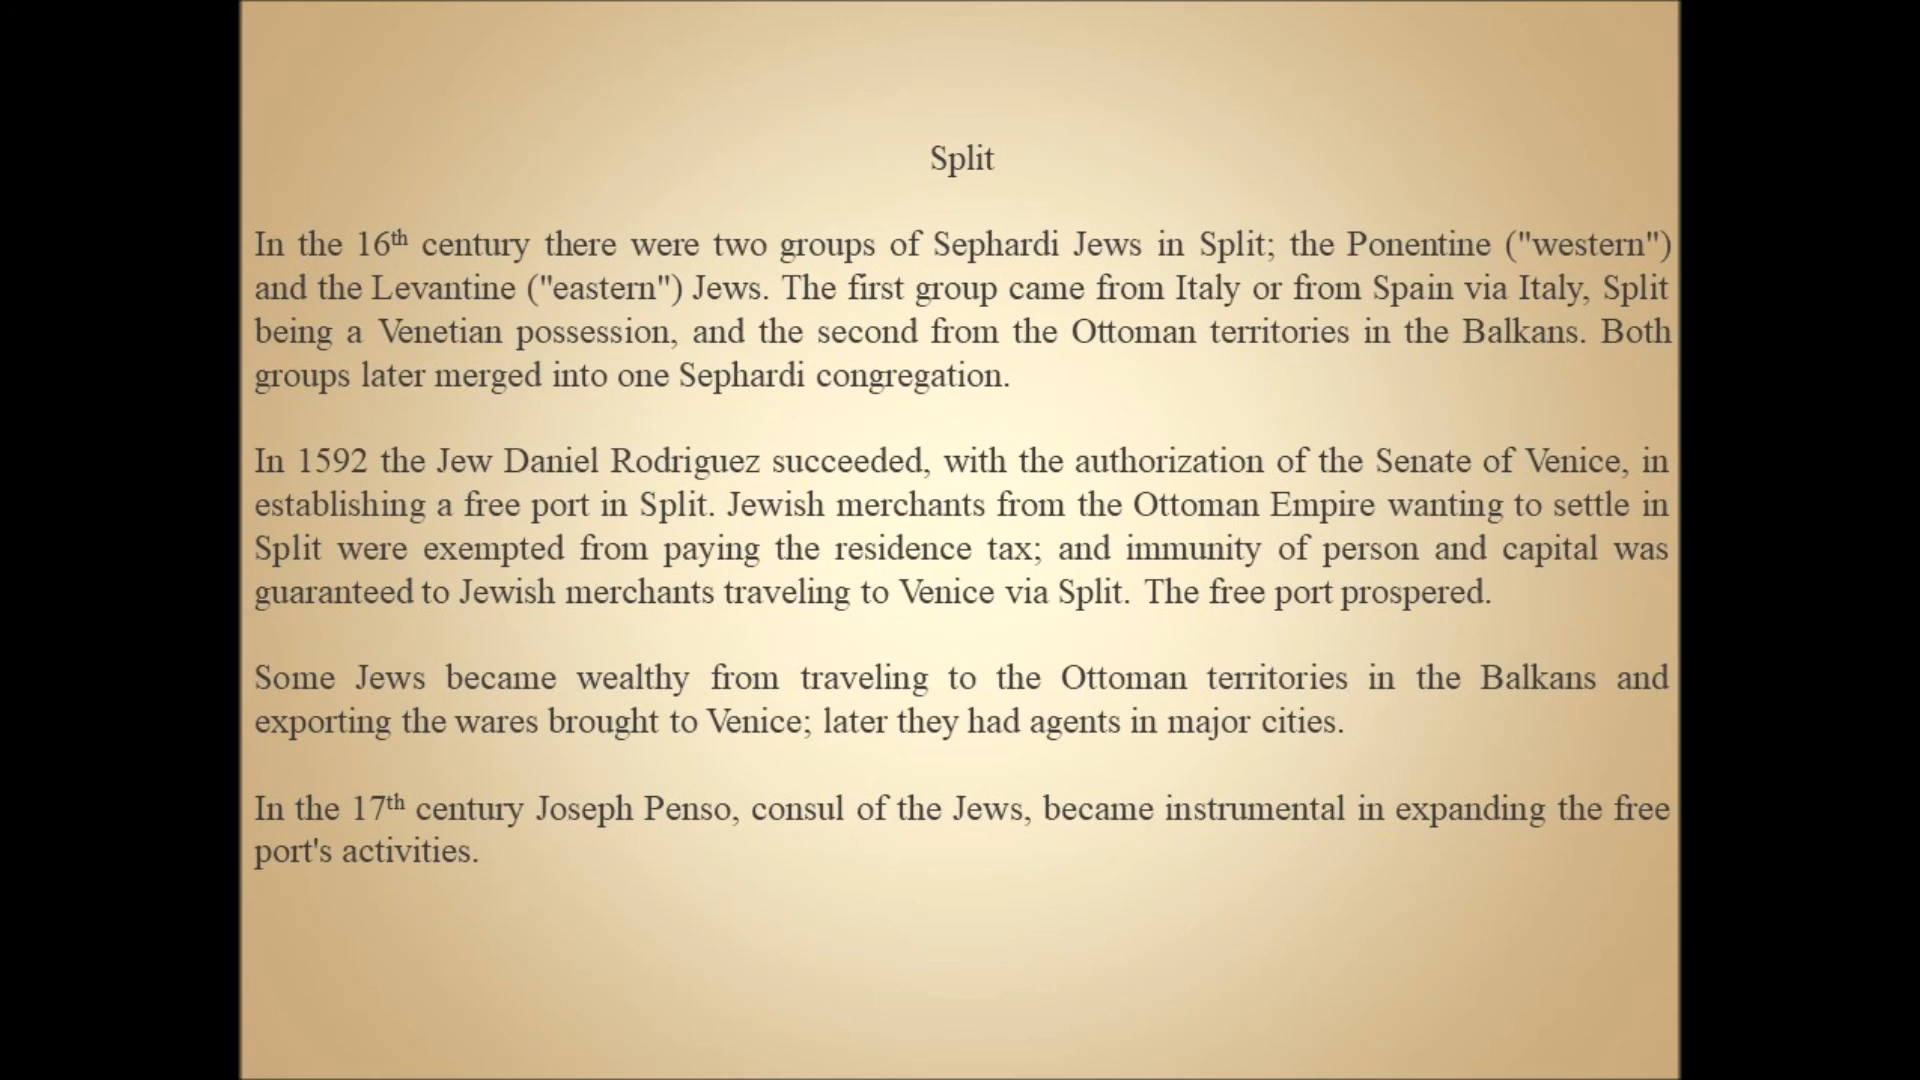 Split
In the 16th century there were two groups of Sephardi Jews in Split; the Ponentine ("western")
and the Levantine ("eastern") Jews. The first group came from Italy or from Spain via Italy, Split
being a Venetian possession, and the second from the Ottoman territories in the Balkans. Both
groups later merged into one Sephardi congregation.
In 1592 the Jew Daniel Rodriguez succeeded, with the authorization of the Senate of Venice, in
establishing a free port in Split. Jewish merchants from the Ottoman Empire wanting to settle in
Split were exempted from paying the residence tax; and immunity of person and capital was
guaranteed to Jewish merchants traveling to Venice via Split. The free port prospered.
Some Jews became wealthy from traveling to the Ottoman territories in the Balkans and
exporting the wares brought to Venice; later they had agents in major cities.
In the 17th century Joseph Penso, consul of the Jews, became instrumental in expanding the free
port's activities.